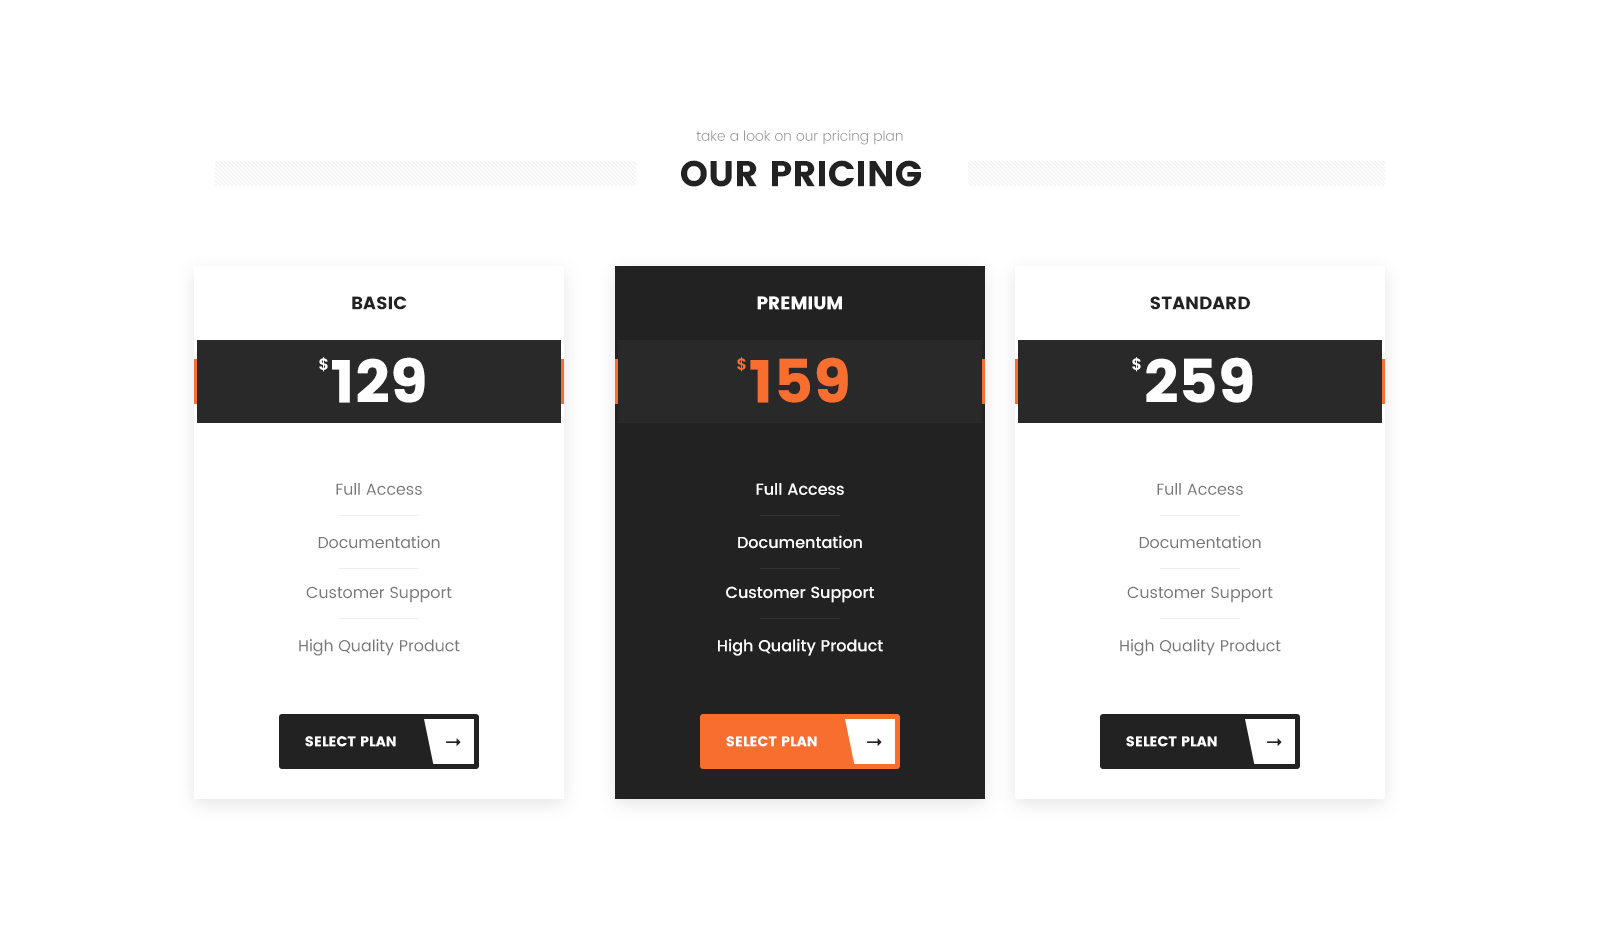 take a look on our pricing plan
OUR PRICING
BASIC
$129
Full Access
Documentation
Customer Support
High Quality Product
SELECT PLAN →
PREMIUM
$159
Full Access
Documentation
Customer Support
High Quality Product
SELECT PLAN →
STANDARD
$259
Full Access
Documentation
Customer Support
High Quality Product
SELECT PLAN →